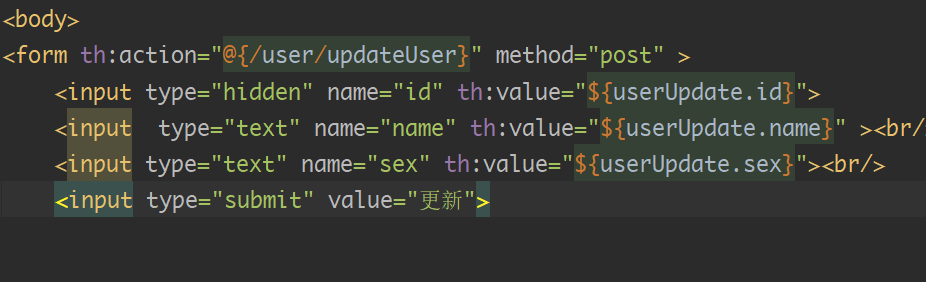 <body>
<form th:action="@{/user/updateUser}" method="post" >
    <input type="hidden" name="id" th:value="${userUpdate.id}">
    <input  type="text" name="name" th:value="${userUpdate.name}" ><br/
    <input type="text" name="sex" th:value="${userUpdate.sex}"><br/>
    <input type="submit" value="更新">